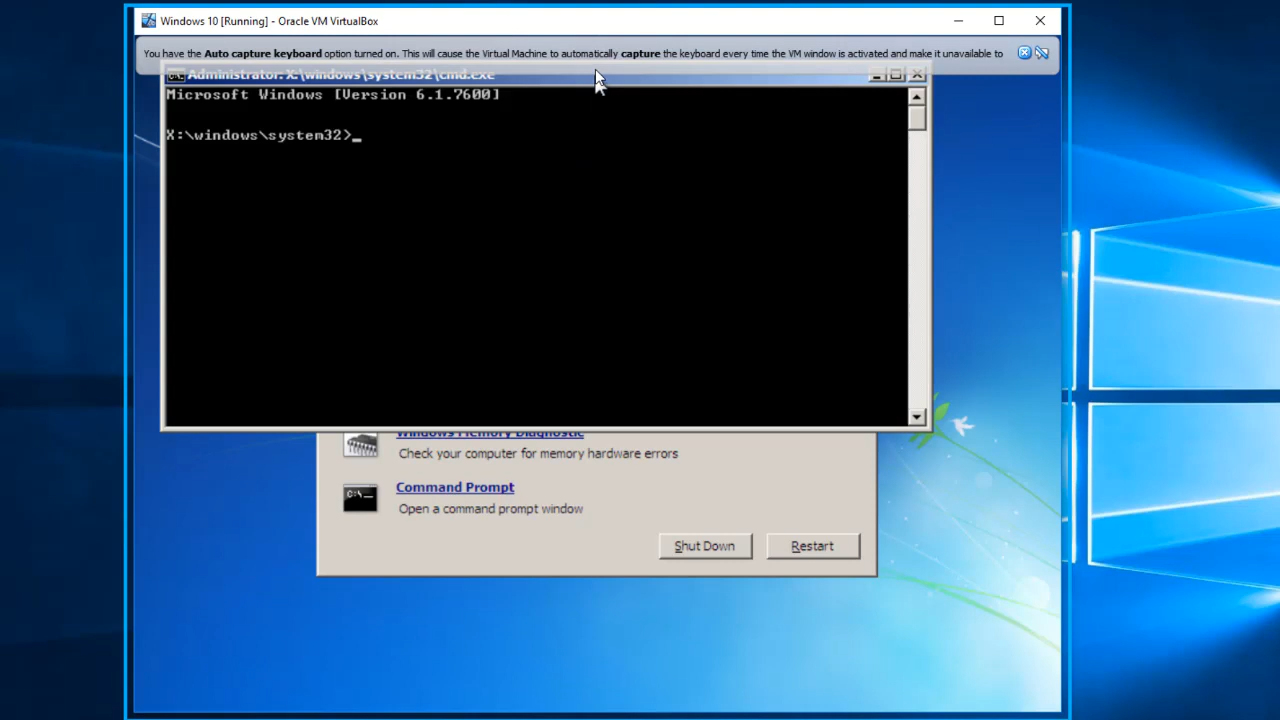 Windows 10 [Running] - Oracle VM VirtualBox
You have the Auto capture keyboard option turned on. This will cause the Virtual Machine to automatically capture the keyboard every time the VM window is activated and make it unavailable to
Administrator: X:\windows\system32\cmd.exe
Microsoft Windows [Version 6.1.7600]
X:\windows\system32>_
Windows Memory Diagnostic
Check your computer for memory hardware errors
Command Prompt
Open a command prompt window
Shut Down
Restart